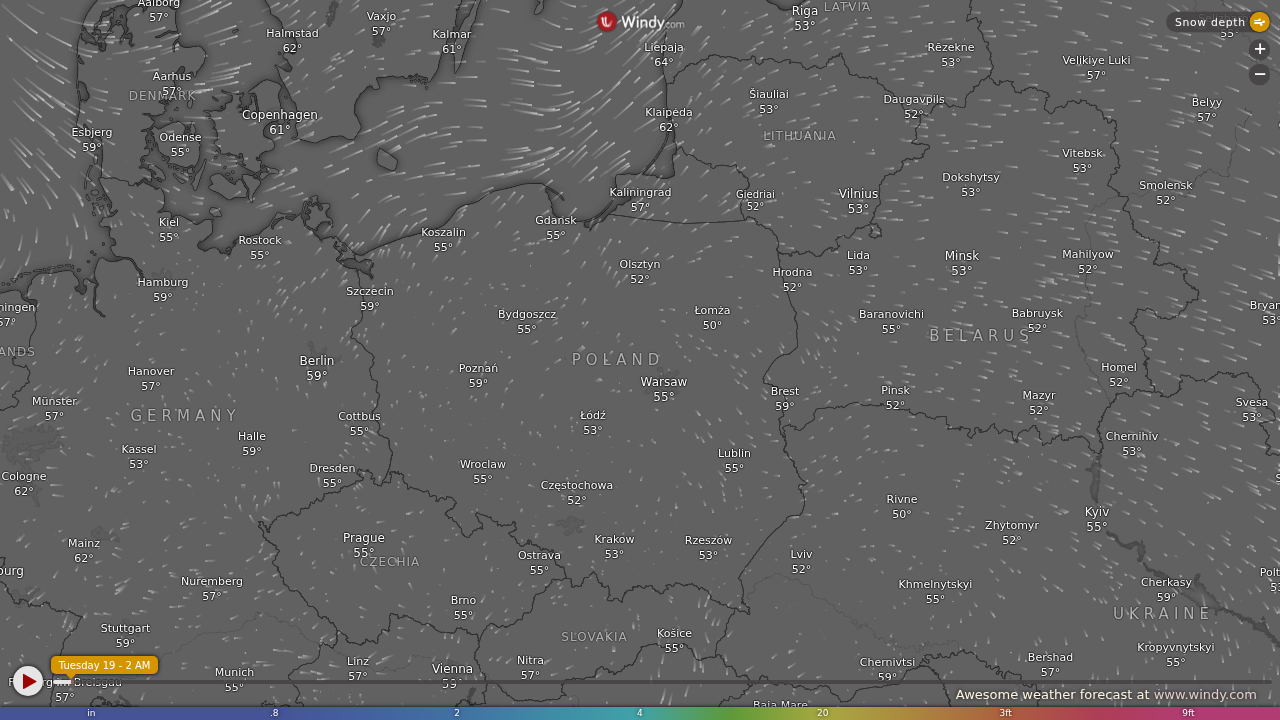 Aalborg
57°
Vaxjo
57°
Halmstad
62°
Kalmar
61°
Windy.com
Riga
53°
LATVIA
Snow depth
53°
Liepaja
64°
Rēzekne
53°
Velikiye Luki
57°
+
−
Aarhus
57°
DENMARK
Copenhagen
61°
Šiauliai
53°
Daugavpils
52°
Belyy
57°
Klaipėda
62°
LITHUANIA
Esbjerg
59°
Odense
55°
Vitebsk
53°
Dokshytsy
53°
Smolensk
52°
Kaliningrad
57°
Giedriai
52°
Vilnius
53°
Kiel
55°
Rostock
55°
Koszalin
55°
Gdansk
55°
Olsztyn
52°
Lida
53°
Minsk
53°
Mahilyow
52°
Hrodna
52°
Hamburg
59°
Szczecin
59°
Bydgoszcz
55°
Łomża
50°
Baranovichi
55°
Babruysk
52°
53°
57°
BELARUS
Berlin
59°
POLAND
Hanover
57°
Poznań
59°
Warsaw
55°
Brest
59°
Pinsk
52°
Homel
52°
Münster
57°
GERMANY
Cottbus
55°
Łódź
53°
Mazyr
52°
Svesa
53°
Kassel
53°
Halle
59°
Chernihiv
53°
Cologne
62°
Dresden
55°
Wroclaw
55°
Lublin
55°
Częstochowa
52°
Rivne
50°
Kyiv
55°
Zhytomyr
52°
Mainz
62°
Prague
55°
CZECHIA
Ostrava
55°
Krakow
53°
Rzeszów
53°
Lviv
52°
Nuremberg
57°
Khmelnytskyi
55°
Cherkasy
59°
UKRAINE
Brno
55°
Stuttgart
59°
SLOVAKIA
Košice
55°
Kropyvnytskyi
55°
Tuesday 19 - 2 AM
Munich
55°
Linz
57°
Vienna
59°
Nitra
57°
Chernivtsi
59°
Bershad
57°
57°
Baia Mare
Awesome weather forecast at www.windy.com
in .8 2 4 20 3ft 9ft